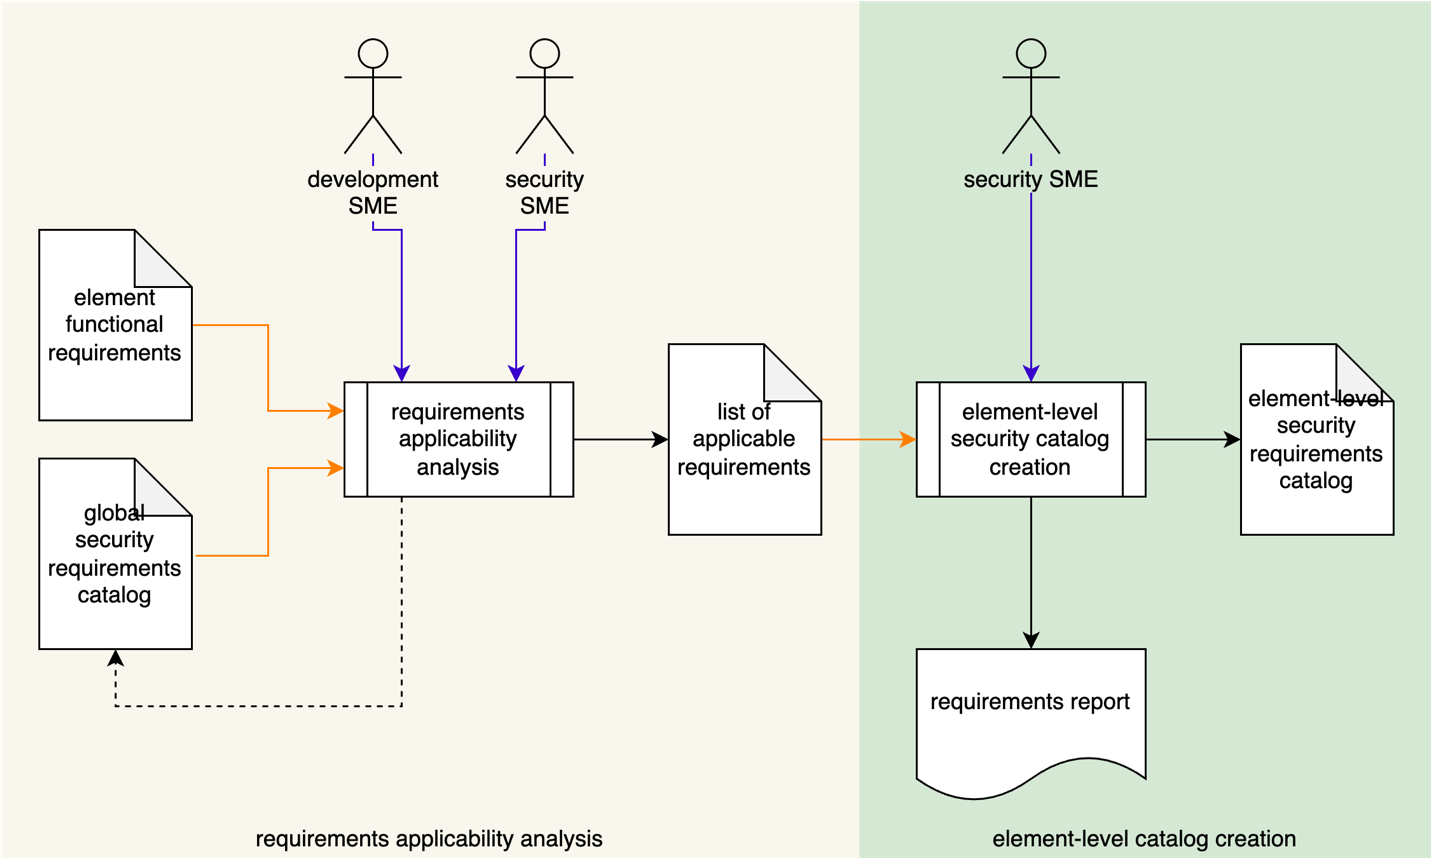 development
SME
security
SME
security SME
element
functional
requirements
global
security
requirements
catalog
requirements
applicability
analysis
list of
applicable
requirements
element-level
security catalog
creation
element-level
security
requirements
catalog
requirements report
requirements applicability analysis
element-level catalog creation